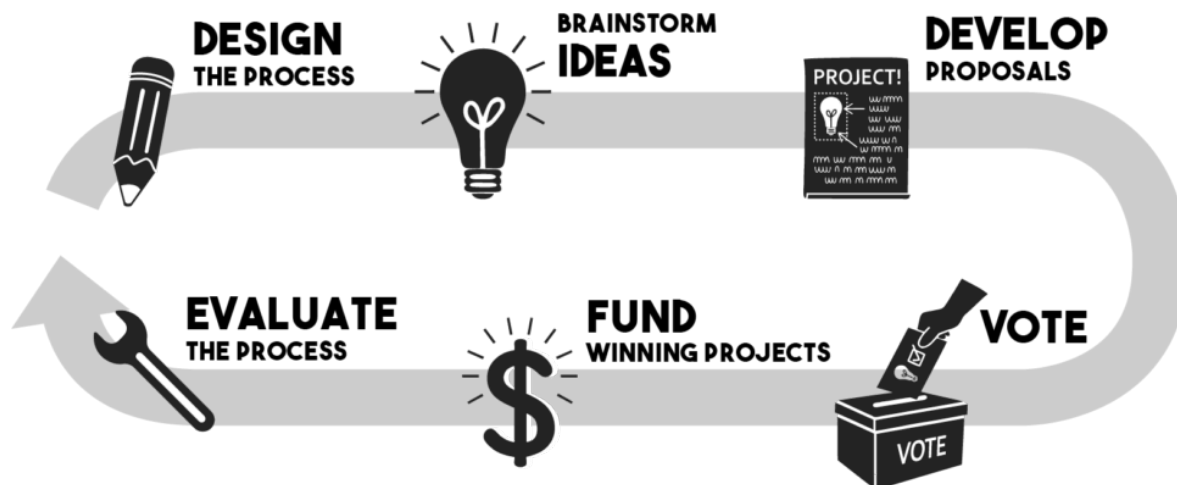 DESIGN
THE PROCESS
BRAINSTORM
IDEAS
DEVELOP
PROPOSALS
PROJECT!
VOTE
VOTE
FUND
WINNING PROJECTS
EVALUATE
THE PROCESS